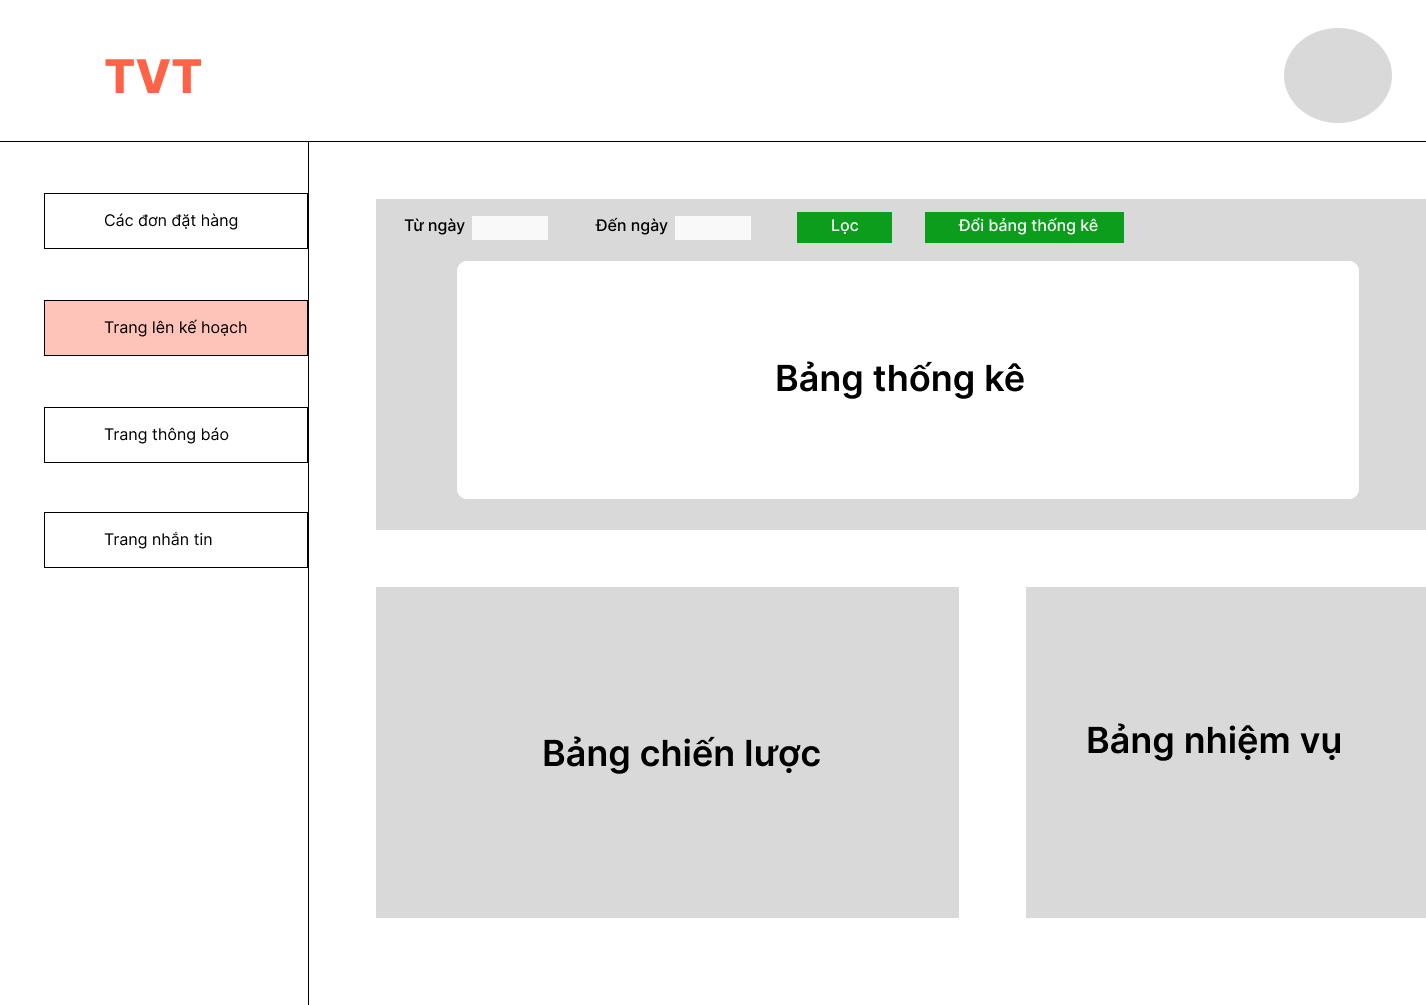 TVT
Các đơn đặt hàng
Trang lên kế hoạch
Trang thông báo
Trang nhắn tin
Từ ngày
Đến ngày
Lọc
Đổi bảng thống kê
Bảng thống kê
Bảng chiến lược
Bảng nhiệm vụ